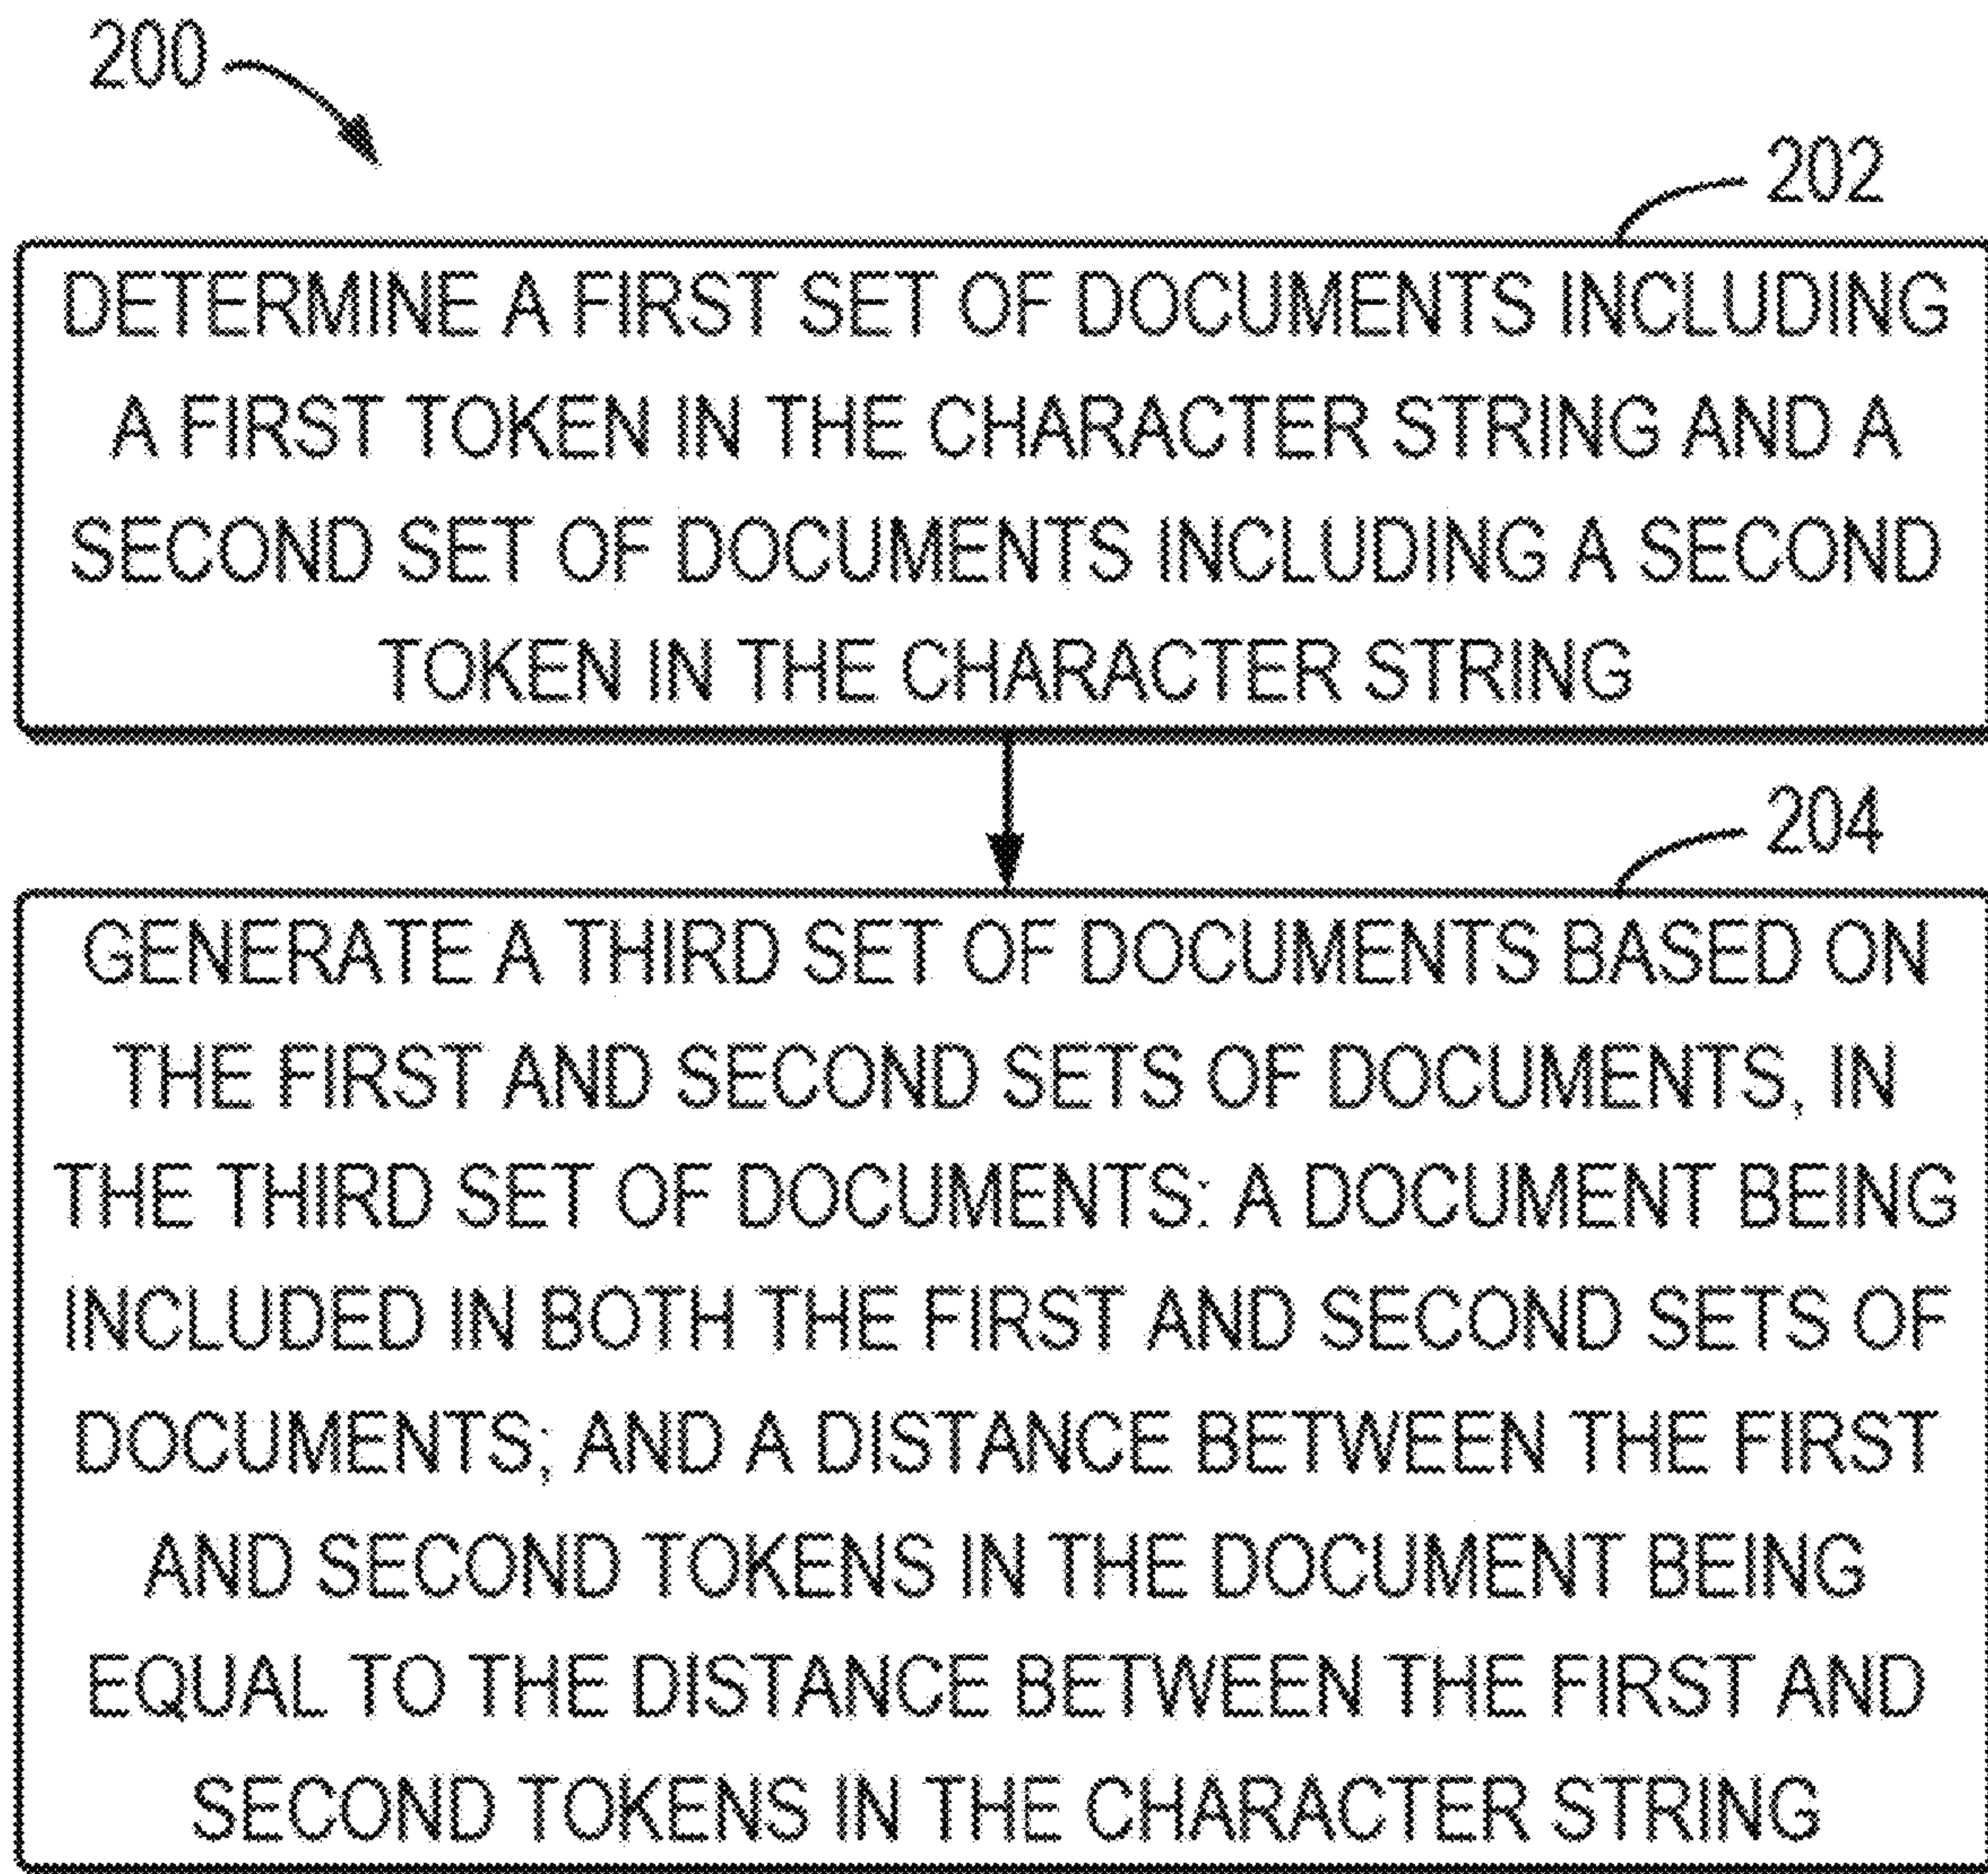 200
202
DETERMINE A FIRST SET OF DOCUMENTS INCLUDING
A FIRST TOKEN IN THE CHARACTER STRING AND A
SECOND SET OF DOCUMENTS INCLUDING A SECOND
TOKEN IN THE CHARACTER STRING
204
GENERATE A THIRD SET OF DOCUMENTS BASED ON
THE FIRST AND SECOND SETS OF DOCUMENTS, IN
THE THIRD SET OF DOCUMENTS: A DOCUMENT BEING
INCLUDED IN BOTH THE FIRST AND SECOND SETS OF
DOCUMENTS; AND A DISTANCE BETWEEN THE FIRST
AND SECOND TOKENS IN THE DOCUMENT BEING
EQUAL TO THE DISTANCE BETWEEN THE FIRST AND
SECOND TOKENS IN THE CHARACTER STRING